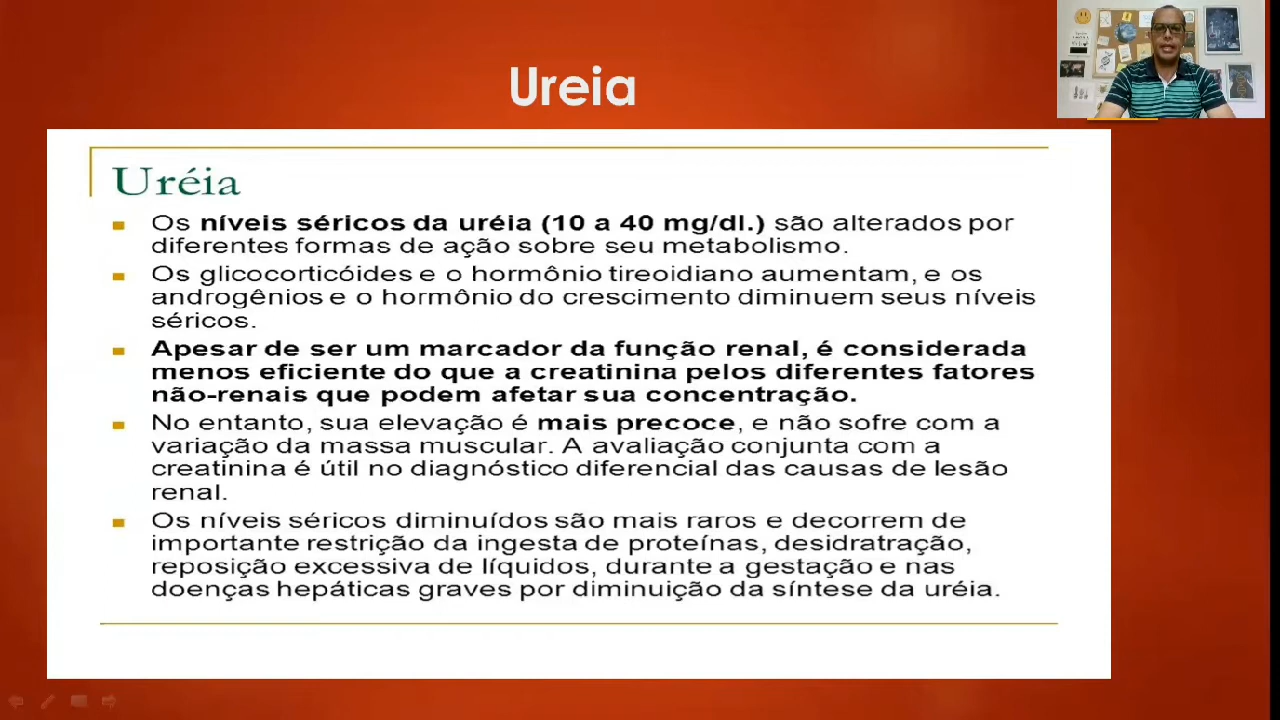 Ureia
Uréia
Os níveis séricos da uréia (10 a 40 mg/dl.) são alterados por
diferentes formas de ação sobre seu metabolismo.
Os glicocorticóides e o hormônio tireoidiano aumentam, e os
androgênios e o hormônio do crescimento diminuem seus níveis
séricos.
Apesar de ser um marcador da função renal, é considerada
menos eficiente do que a creatinina pelos diferentes fatores
não-renais que podem afetar sua concentração.
No entanto, sua elevação é mais precoce, e não sofre com a
variação da massa muscular. A avaliação conjunta com a
creatinina é útil no diagnóstico diferencial das causas de lesão
renal.
Os níveis séricos diminuídos são mais raros e decorrem de
importante restrição da ingesta de proteínas, desidratração,
reposição excessiva de líquidos, durante a gestação e nas
doenças hepáticas graves por diminuição da síntese da uréia.